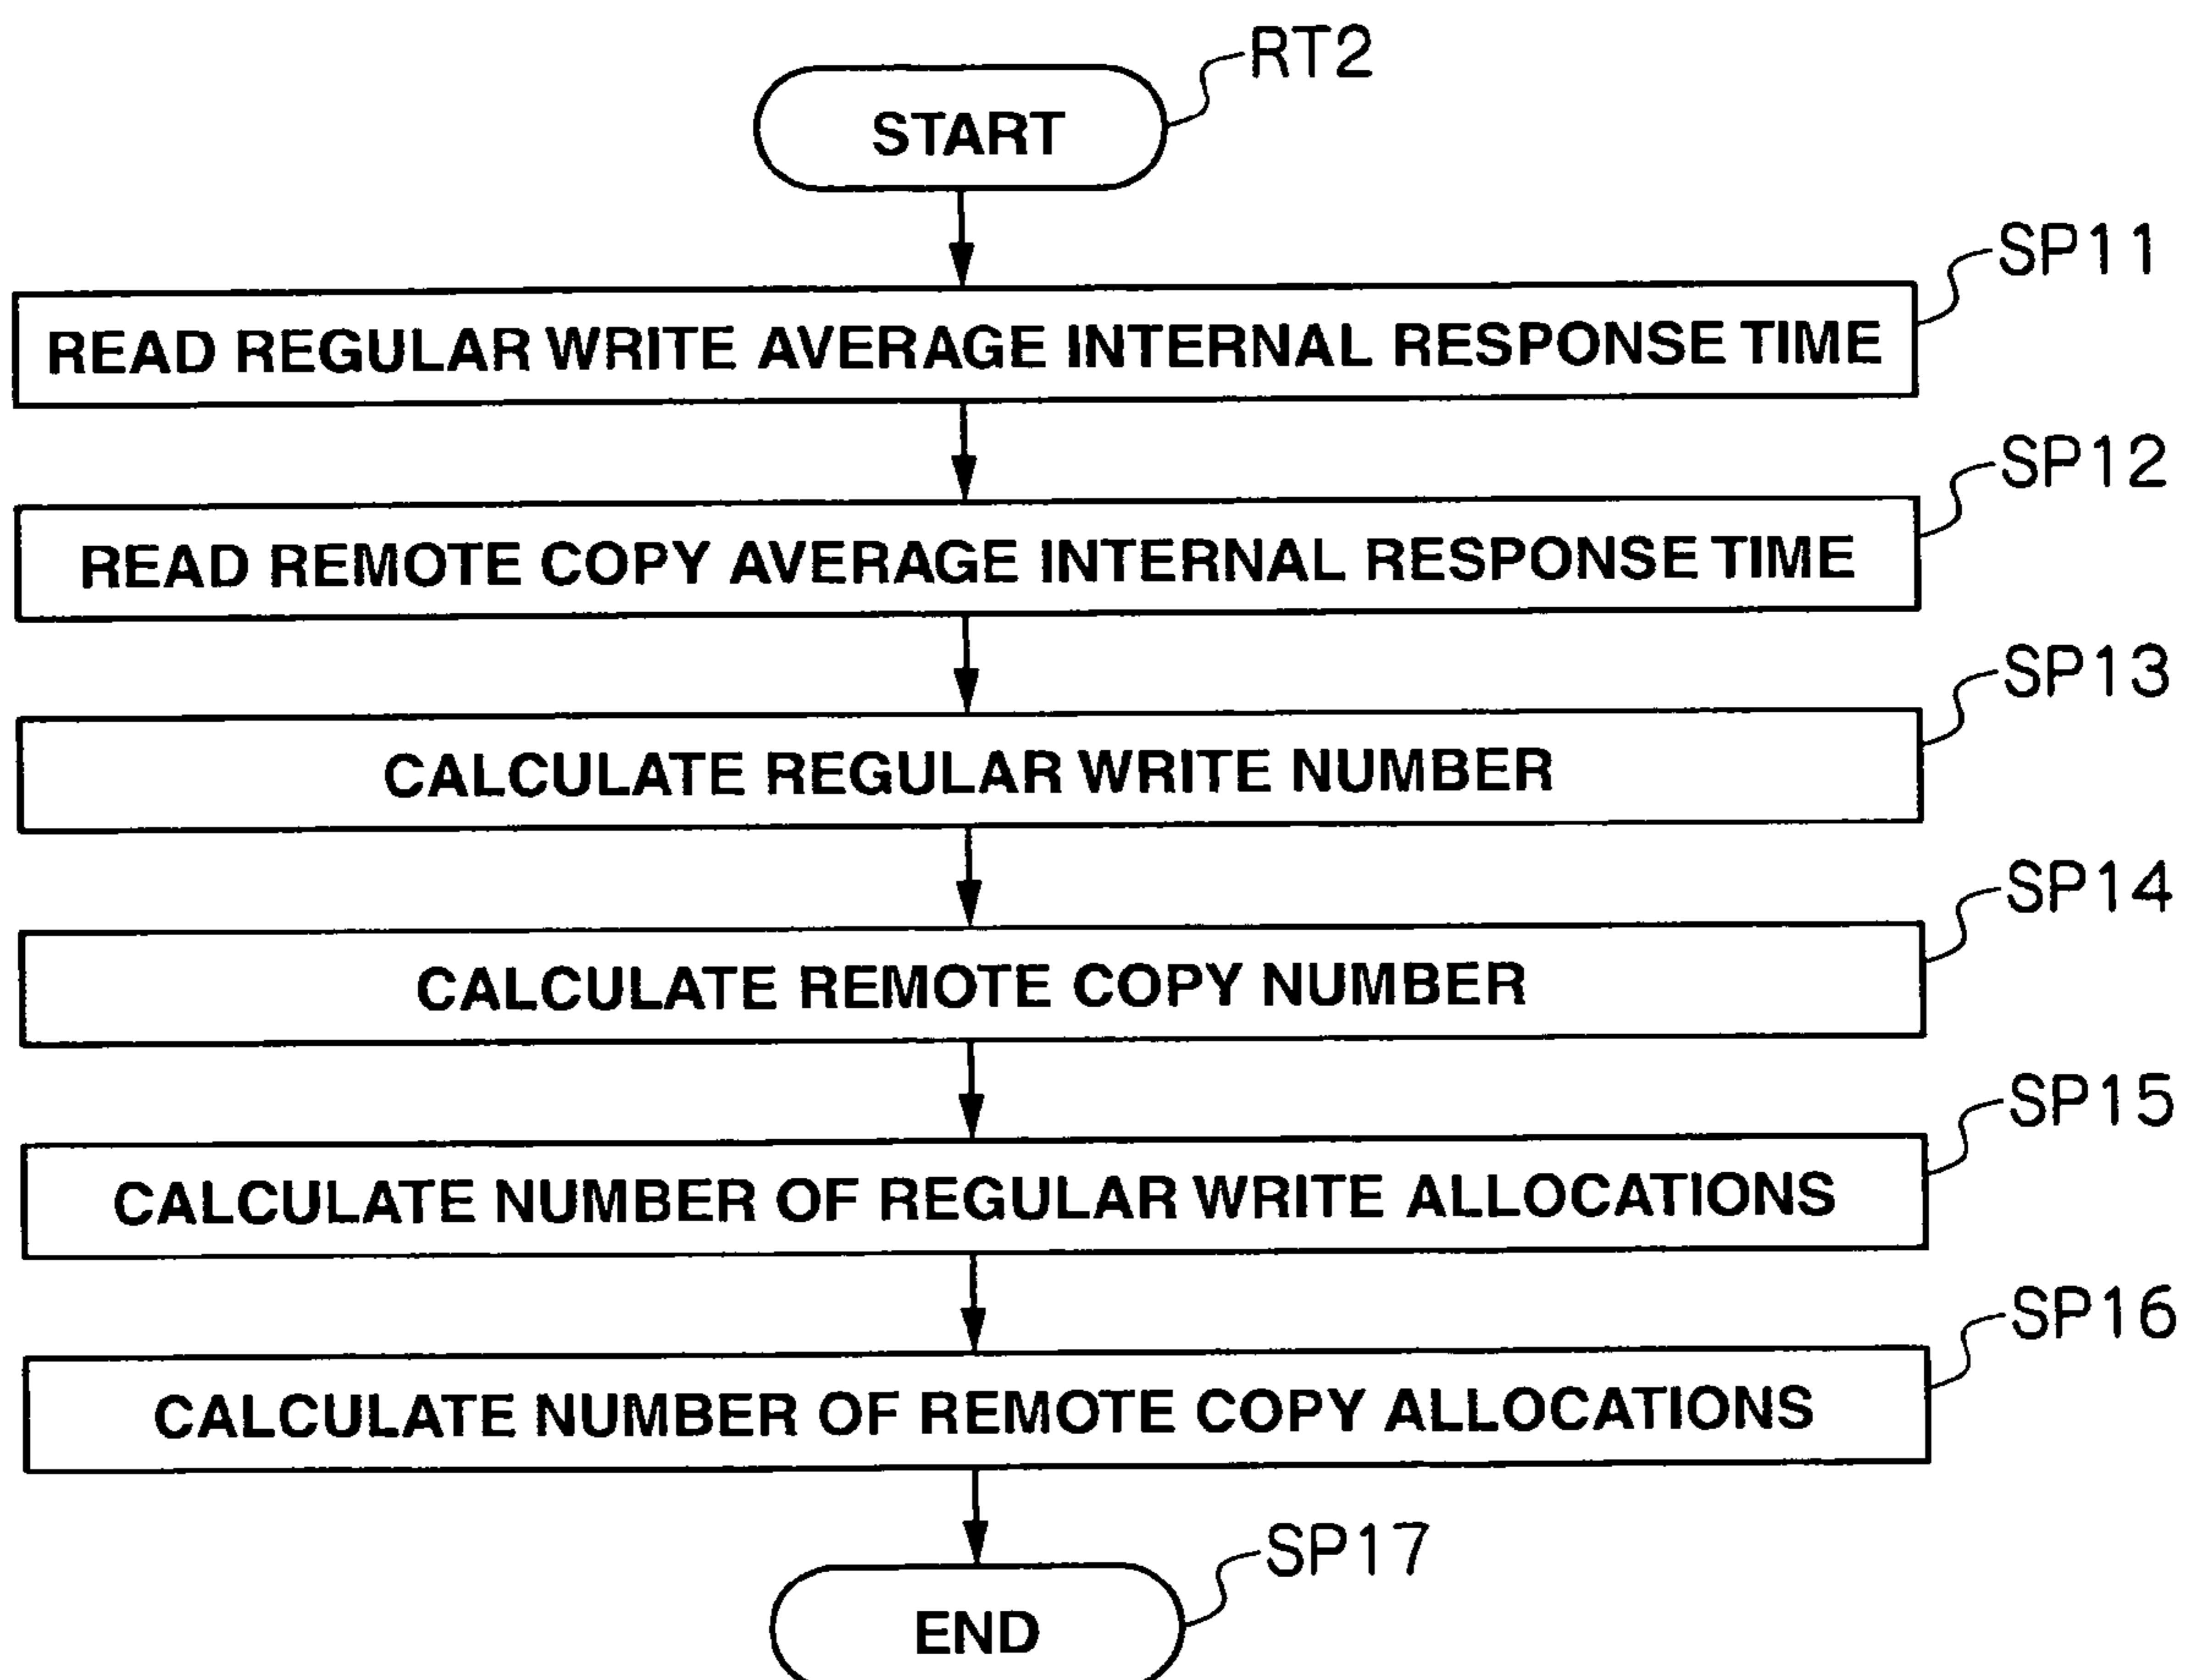 RT2
START
SP11
READ REGULAR WRITE AVERAGE INTERNAL RESPONSE TIME
SP12
READ REMOTE COPY AVERAGE INTERNAL RESPONSE TIME
SP13
CALCULATE REGULAR WRITE NUMBER
SP14
CALCULATE REMOTE COPY NUMBER
SP15
CALCULATE NUMBER OF REGULAR WRITE ALLOCATIONS
SP16
CALCULATE NUMBER OF REMOTE COPY ALLOCATIONS
SP17
END